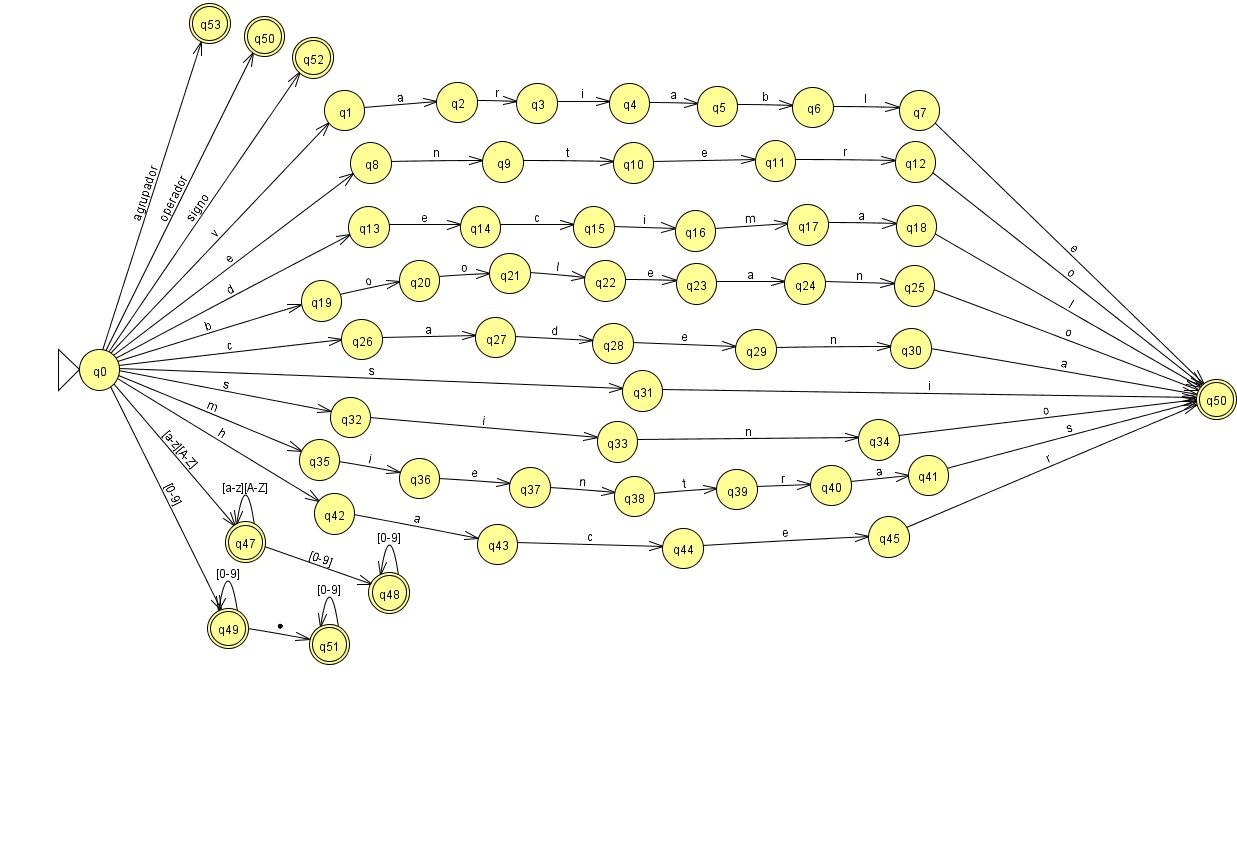 q53
q50
q52
agrupador
operador
signo
q1 a q2 r q3 i q4 a q5 b q6 l q7
v
q8 n q9 t q10 e q11 r q12
e
q13 e q14 c q15 i q16 m q17 a q18
d
e
o
l
q19 o q20 o q21 l q22 e q23 a q24 n q25
b
o
q26 a q27 d q28 e q29 n q30
c
a
q0
s q31 i
q50
s q32 i q33 n q34 o
m q35 i q36 e q37 n q38 t q39 r q40 a q41 s
h q42 a q43 c q44 e q45 r
[a-z][A-Z]
[a-z][A-Z]
q47 [0-9] q48
[0-9]
[0-9]
[0-9]
q49 • q51
[0-9]